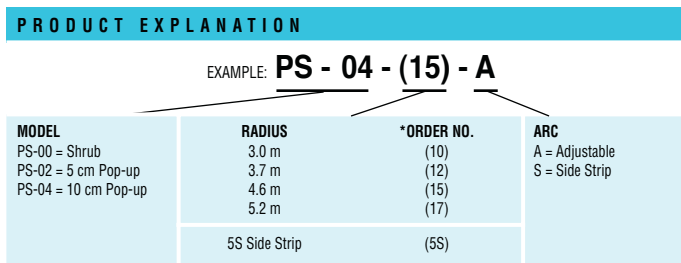 PRODUCT EXPLANATION
EXAMPLE: PS - 04 - (15) - A
MODEL
PS-00 = Shrub
PS-02 = 5 cm Pop-up
PS-04 = 10 cm Pop-up
RADIUS *ORDER NO.
3.0 m (10)
3.7 m (12)
4.6 m (15)
5.2 m (17)
5S Side Strip (5S)
ARC
A = Adjustable
S = Side Strip